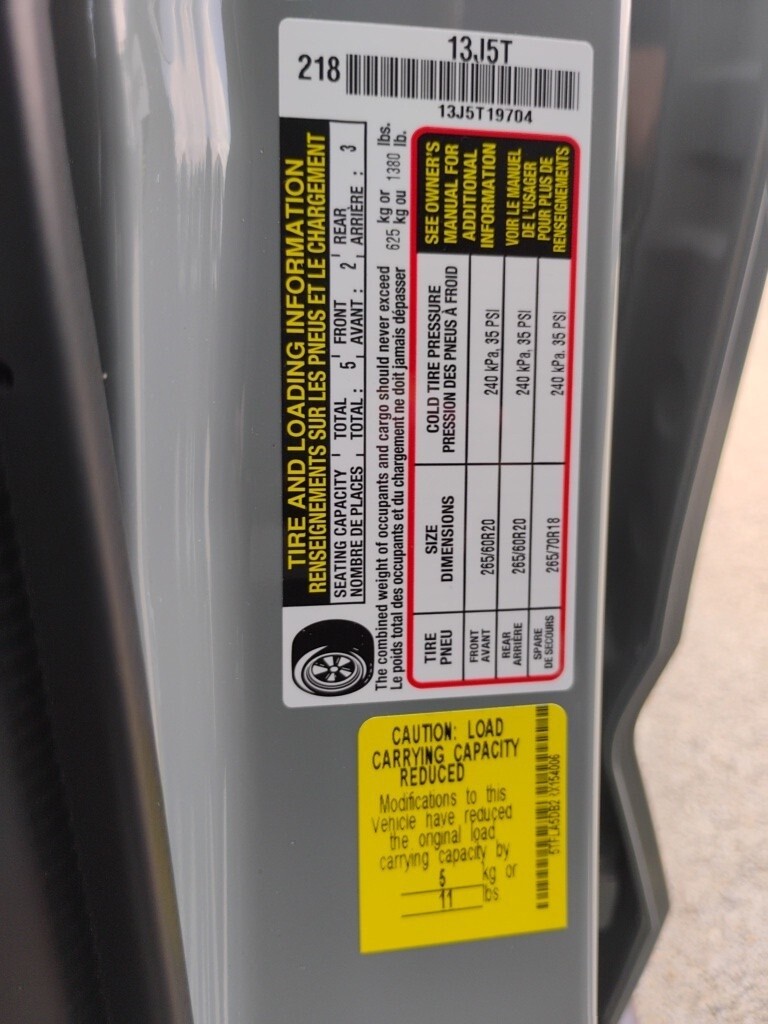 218
13J5T
13J5T19704
TIRE AND LOADING INFORMATION
RENSEIGNEMENTS SUR LES PNEUS ET LE CHARGEMENT
SEATING CAPACITY TOTAL 5 FRONT 2 REAR 3
NOMBRE DE PLACES TOTAL : AVANT : ARRIÈRE :
The combined weight of occupants and cargo should never exceed 625 kg or 1380 lbs.
Le poids total des occupants et du chargement ne doit jamais dépasser kg ou lb.
TIRE SIZE COLD TIRE PRESSURE
PNEU DIMENSIONS PRESSION DES PNEUS À FROID
FRONT
AVANT
265/60R20 240 kPa, 35 PSI
REAR
ARRIÈRE
265/60R20 240 kPa, 35 PSI
SPARE
DE SECOURS
265/70R18 240 kPa, 35 PSI
SEE OWNER'S
MANUAL FOR
ADDITIONAL
INFORMATION
VOIR LE MANUEL
DE L'USAGER
POUR PLUS DE
RENSEIGNEMENTS
CAUTION: LOAD
CARRYING CAPACITY
REDUCED
Modifications to this
Vehicle have reduced
the original load
carrying capacity by
5 kg or
11 lbs